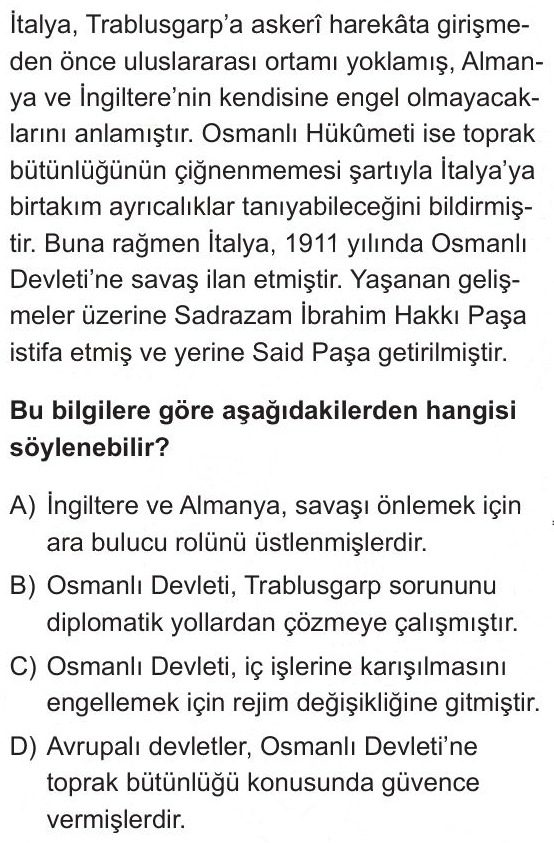 İtalya, Trablusgarp’a askerî harekâta girişme-
den önce uluslararası ortamı yoklamış, Alman-
ya ve İngiltere’nin kendisine engel olmayacak-
larını anlamıştır. Osmanlı Hükûmeti ise toprak
bütünlüğünün çiğnenmemesi şartıyla İtalya’ya
birtakım ayrıcalıklar tanıyabileceğini bildirmiş-
tir. Buna rağmen İtalya, 1911 yılında Osmanlı
Devleti’ne savaş ilan etmiştir. Yaşanan geliş-
meler üzerine Sadrazam İbrahim Hakkı Paşa
istifa etmiş ve yerine Said Paşa getirilmiştir.
Bu bilgilere göre aşağıdakilerden hangisi
söylenebilir?
A) İngiltere ve Almanya, savaşı önlemek için
ara bulucu rolünü üstlenmişlerdir.
B) Osmanlı Devleti, Trablusgarp sorununu
diplomatik yollardan çözmeye çalışmıştır.
C) Osmanlı Devleti, iç işlerine karışılmasını
engellemek için rejim değişikliğine gitmiştir.
D) Avrupalı devletler, Osmanlı Devleti’ne
toprak bütünlüğü konusunda güvence
vermişlerdir.